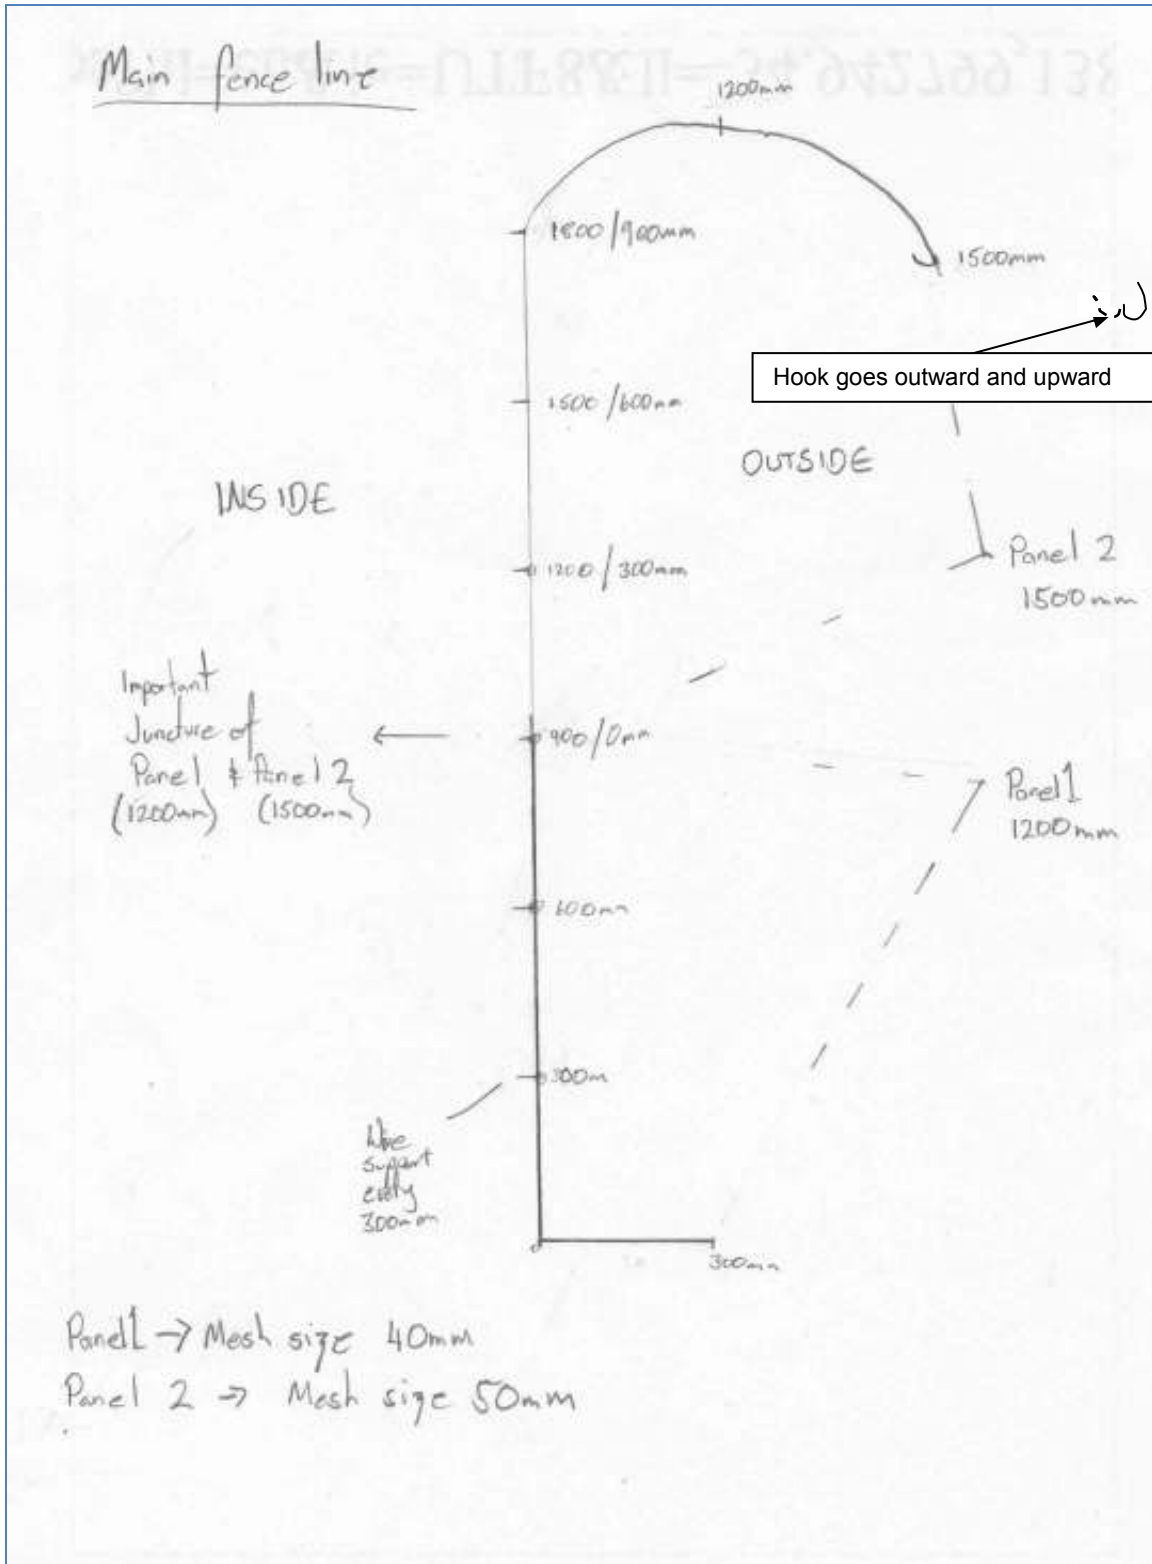 Main fence line
1200mm
1800/900mm
1500mm
Hook goes outward and upward
1500/600mm
OUTSIDE
INSIDE
1200/300mm
Panel 2
1500mm
Important
Juncture of
Panel 1 & Panel 2
(1200mm) (1500mm)
900/0mm
Panel 1
1200mm
600mm
300m
Wire
support
every
300mm
300mm
Panel 1 → Mesh size 40mm
Panel 2 → Mesh size 50mm